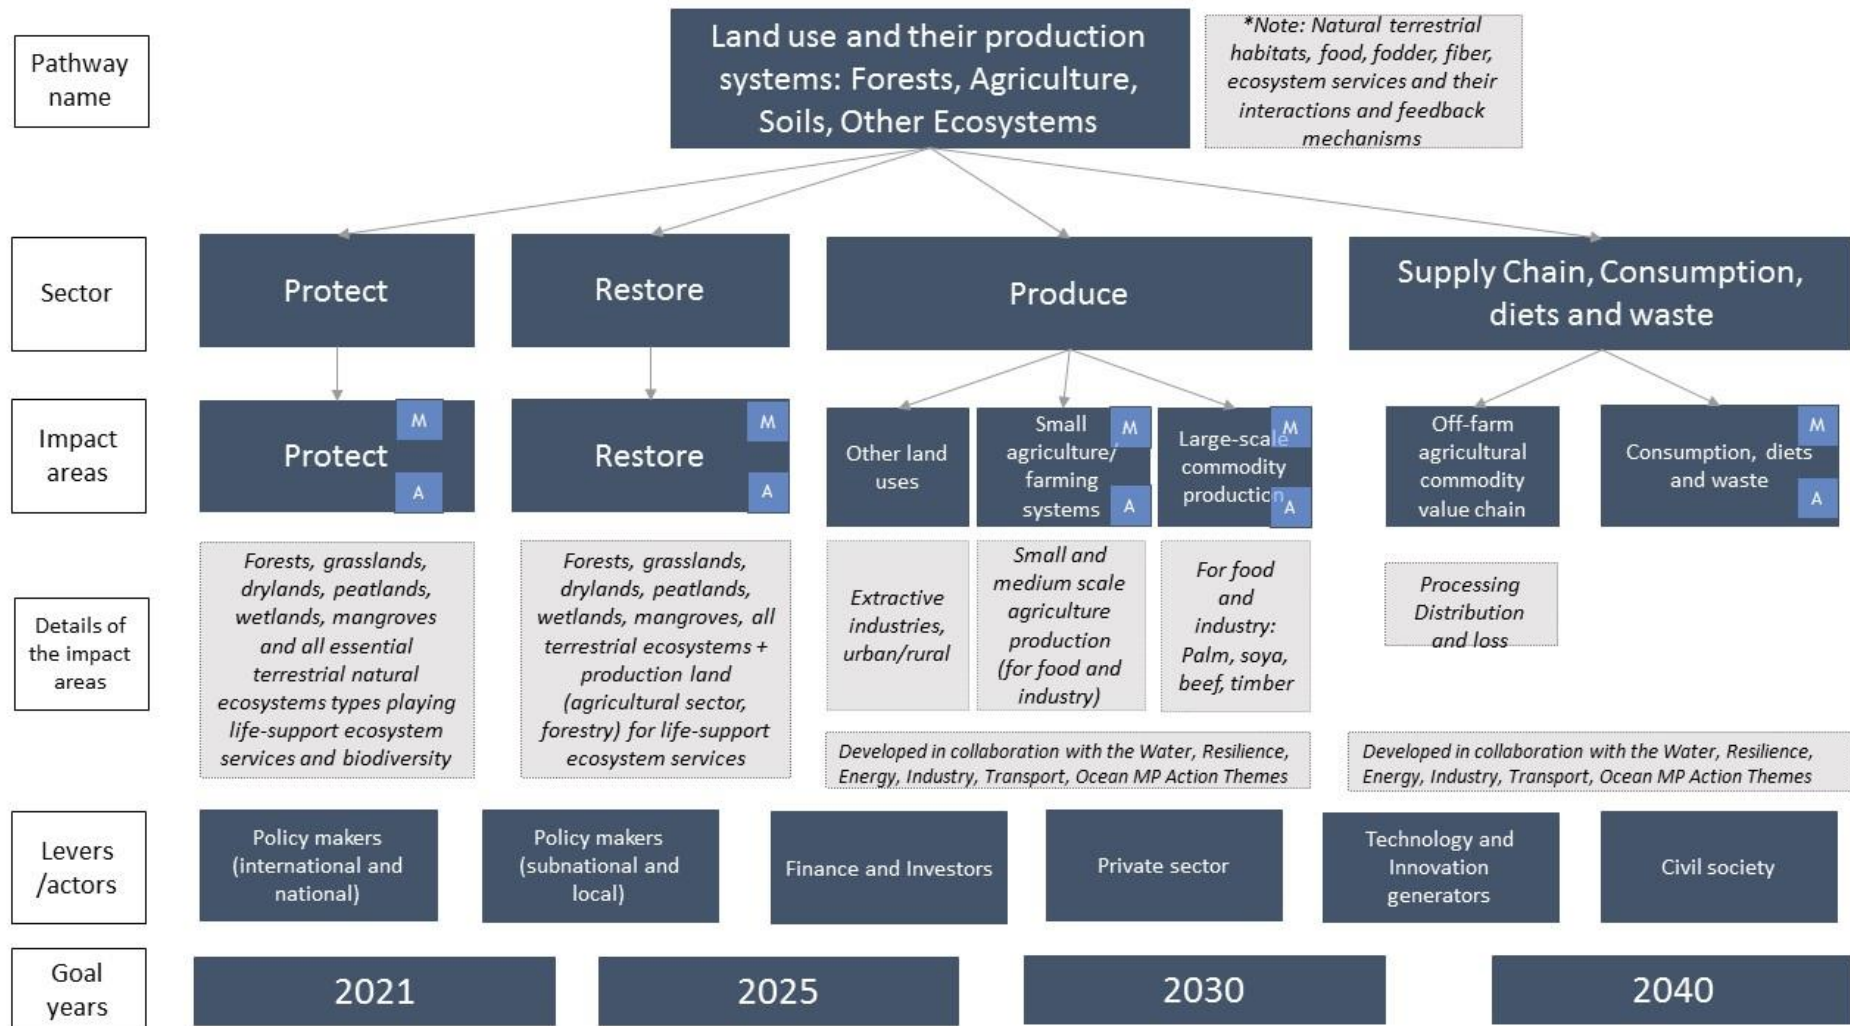 Pathway
name
Land use and their production
systems: Forests, Agriculture,
Soils, Other Ecosystems
*Note: Natural terrestrial
habitats, food, fodder, fiber,
ecosystem services and their
interactions and feedback
mechanisms
Sector
Protect
Restore
Produce
Supply Chain, Consumption,
diets and waste
Impact
areas
Protect
M
A
Restore
M
A
Other land
uses
Small
agriculture/
farming
systems
M
A
Large-scale
commodity
production
M
A
Off-farm
agricultural
commodity
value chain
Consumption, diets
and waste
M
A
Details of
the impact
areas
Forests, grasslands,
drylands, peatlands,
wetlands, mangroves
and all essential
terrestrial natural
ecosystems types playing
life-support ecosystem
services and biodiversity
Forests, grasslands,
drylands, peatlands,
wetlands, mangroves, all
terrestrial ecosystems +
production land
(agricultural sector,
forestry) for life-support
ecosystem services
Extractive
industries,
urban/rural
Small and
medium scale
agriculture
production
(for food and
industry)
For food
and
industry:
Palm, soya,
beef, timber
Processing
Distribution
and loss
Developed in collaboration with the Water, Resilience,
Energy, Industry, Transport, Ocean MP Action Themes
Developed in collaboration with the Water, Resilience,
Energy, Industry, Transport, Ocean MP Action Themes
Levers
/actors
Policy makers
(international and
national)
Policy makers
(subnational and
local)
Finance and Investors
Private sector
Technology and
Innovation
generators
Civil society
Goal
years
2021
2025
2030
2040